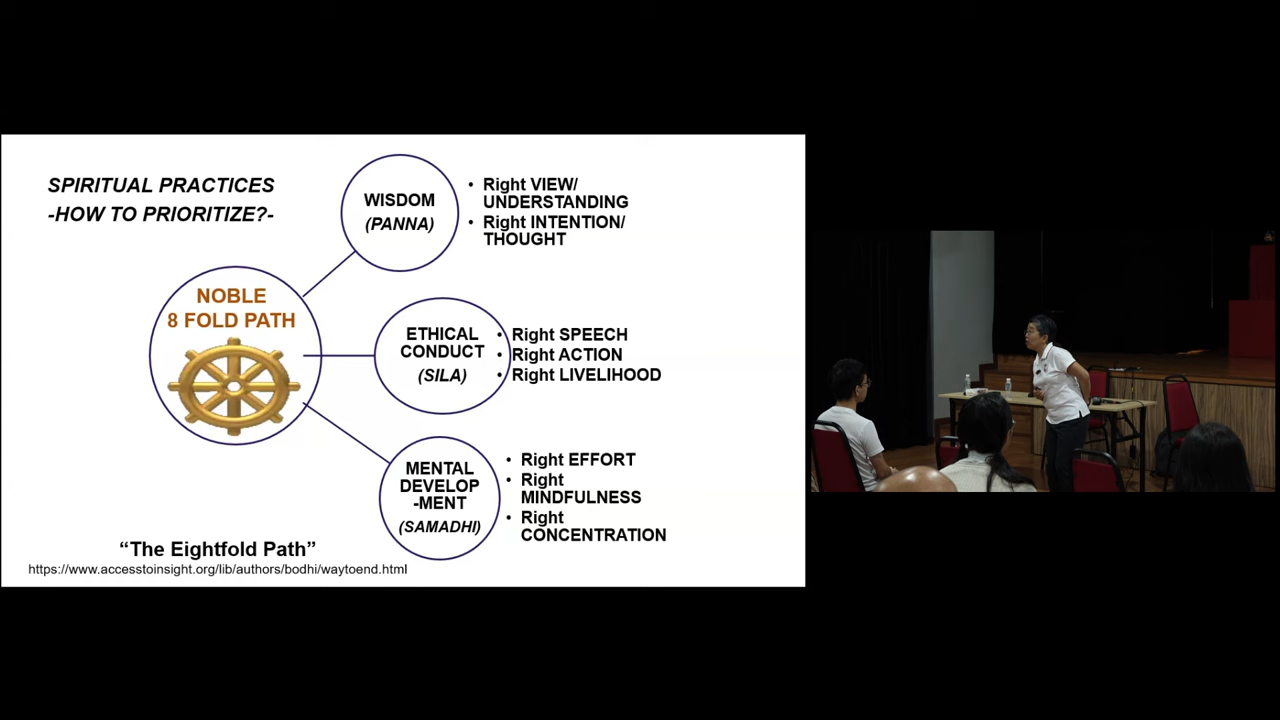 SPIRITUAL PRACTICES
-HOW TO PRIORITIZE?-
NOBLE
8 FOLD PATH
WISDOM
(PANNA)
• Right VIEW/
UNDERSTANDING
• Right INTENTION/
THOUGHT
ETHICAL
CONDUCT
(SILA)
• Right SPEECH
• Right ACTION
• Right LIVELIHOOD
MENTAL
DEVELOP
-MENT
(SAMADHI)
• Right EFFORT
• Right
MINDFULNESS
• Right
CONCENTRATION
“The Eightfold Path”
https://www.accesstoinsight.org/lib/authors/bodhi/waytoend.html